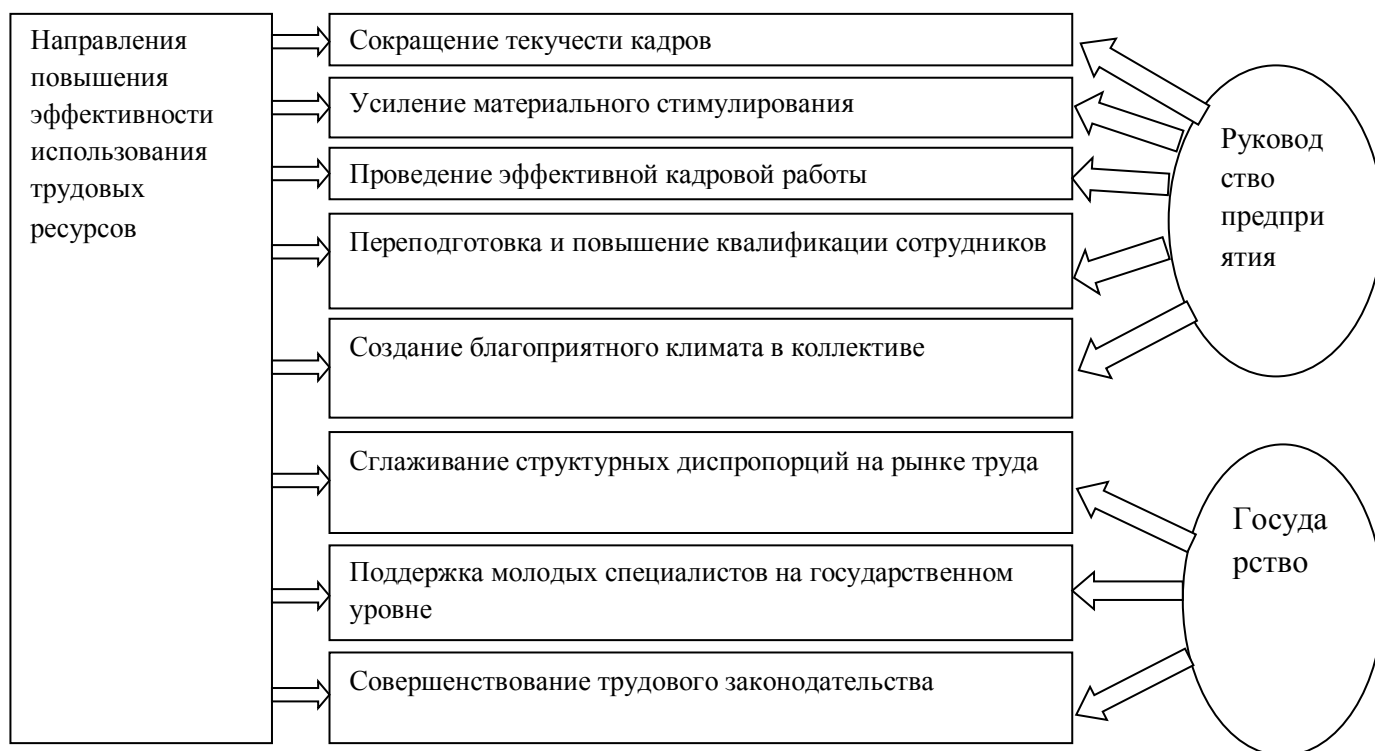 Направления
повышения
эффективности
использования
трудовых
ресурсов
Сокращение текучести кадров
Усиление материального стимулирования
Проведение эффективной кадровой работы
Переподготовка и повышение квалификации сотрудников
Создание благоприятного климата в коллективе
Сглаживание структурных диспропорций на рынке труда
Поддержка молодых специалистов на государственном
уровне
Совершенствование трудового законодательства
Руковод
ство
предпри
ятия
Госуда
рство